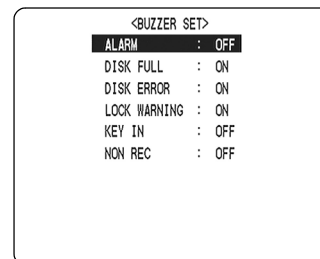 <BUZZER SET>
ALARM : OFF
DISK FULL : ON
DISK ERROR : ON
LOCK WARNING : ON
KEY IN : OFF
NON REC : OFF